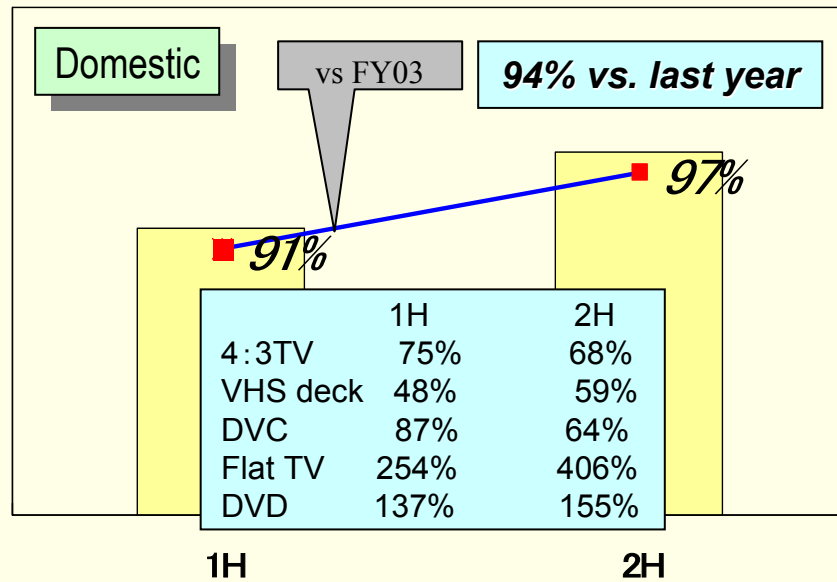 Domestic
vs FY03
94% vs. last year
97%
91%
1H 2H
4:3TV 75% 68%
VHS deck 48% 59%
DVC 87% 64%
Flat TV 254% 406%
DVD 137% 155%
1H 2H